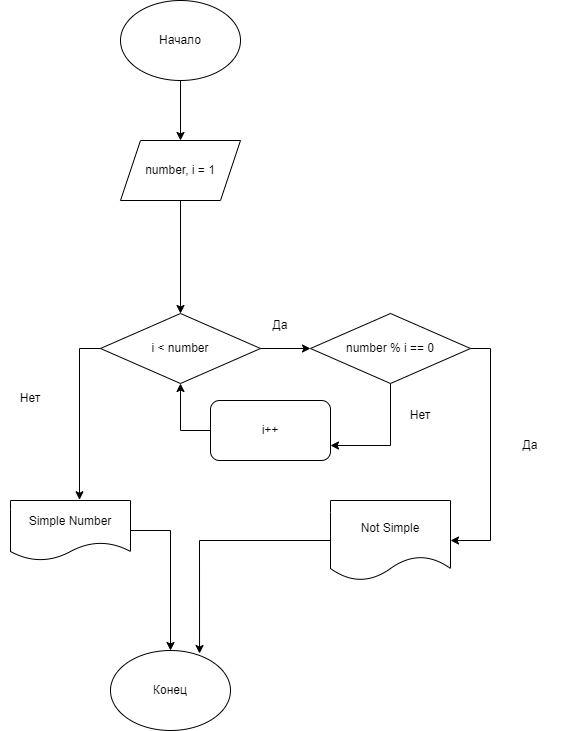 Начало
number, i = 1
i < number
Да
number % i == 0
Нет
Нет
i++
Да
Simple Number
Not Simple
Конец